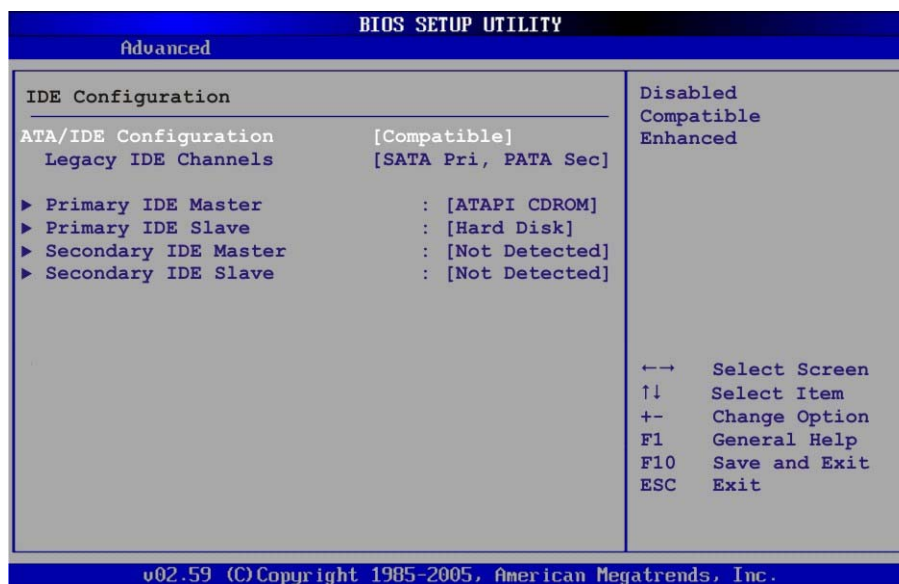 BIOS SETUP UTILITY
Advanced
IDE Configuration
ATA/IDE Configuration [Compatible]
Legacy IDE Channels [SATA Pri, PATA Sec]
▶ Primary IDE Master : [ATAPI CDROM]
▶ Primary IDE Slave : [Hard Disk]
▶ Secondary IDE Master : [Not Detected]
▶ Secondary IDE Slave : [Not Detected]
Disabled
Compatible
Enhanced
←→ Select Screen
↑↓ Select Item
+- Change Option
F1 General Help
F10 Save and Exit
ESC Exit
v02.59 (C)Copyright 1985-2005, American Megatrends, Inc.